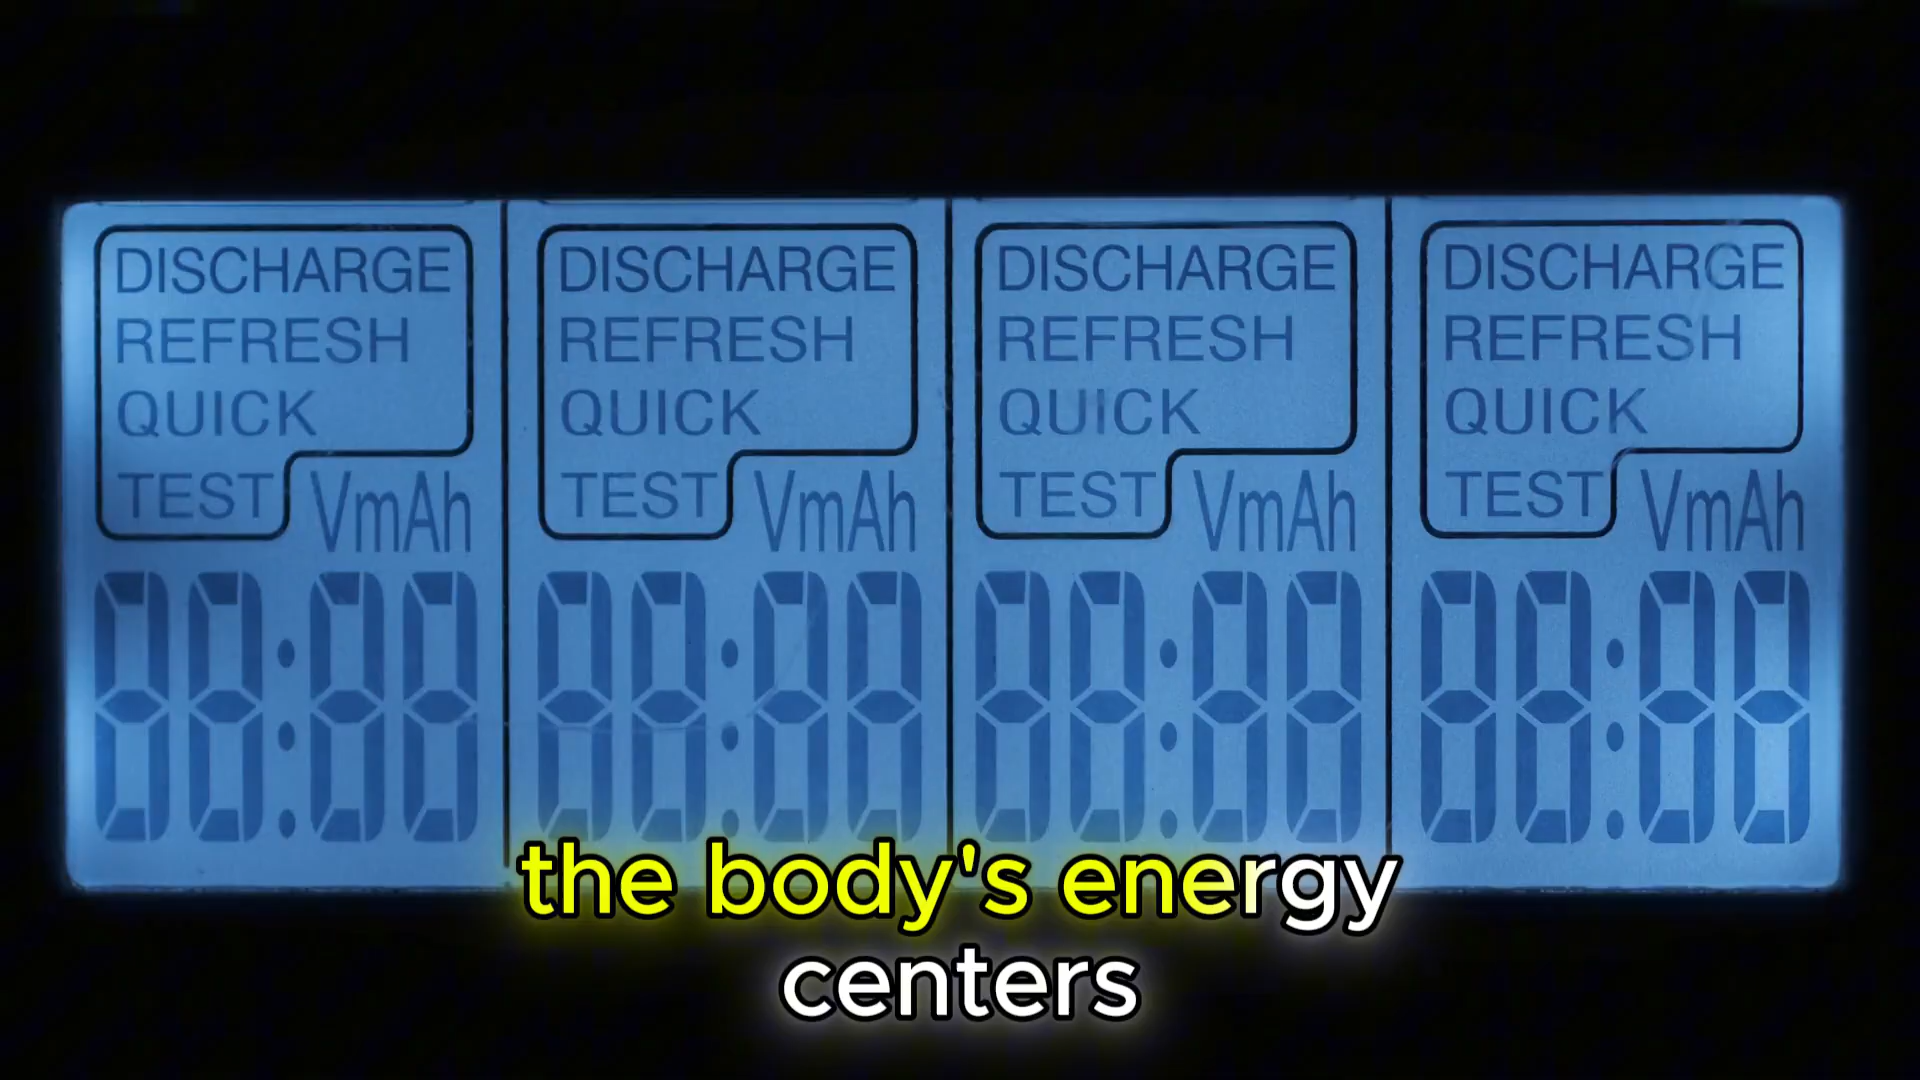 DISCHARGE
REFRESH
QUICK
TEST VmAh
88:88
DISCHARGE
REFRESH
QUICK
TEST VmAh
88:88
DISCHARGE
REFRESH
QUICK
TEST VmAh
88:88
DISCHARGE
REFRESH
QUICK
TEST VmAh
88:88
the body's energy
centers